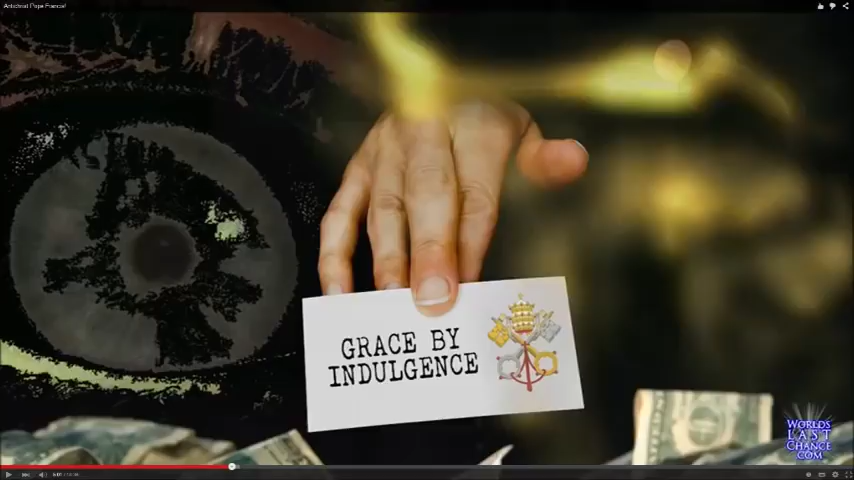 Antichrist Pope Francis!
GRACE BY
INDULGENCE
WORLDS
LAST
CHANCE
.COM